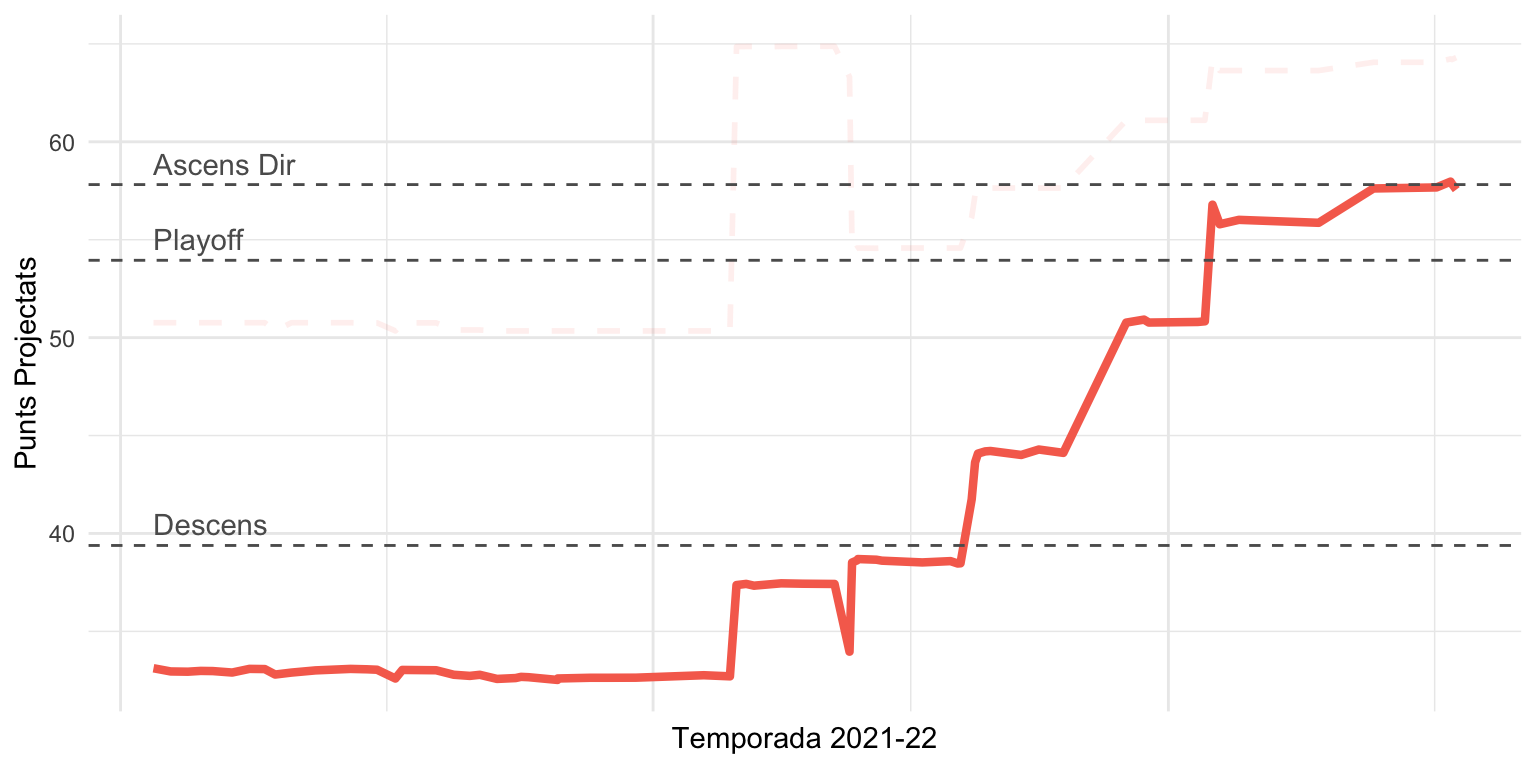 60
Ascens Dir
Playoff
50
Punts Projectats
Descens
40
Temporada 2021-22